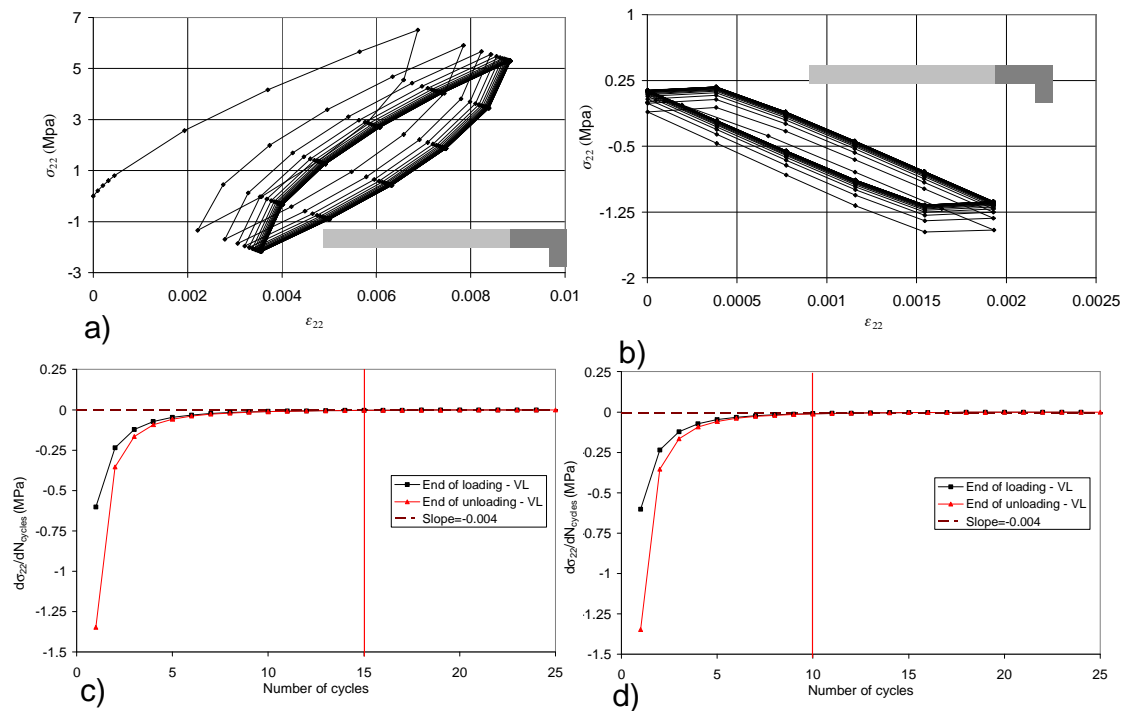 7
5
3
1
-1
-3
σ22 (Mpa)
0
0.002
0.004
0.006
0.008
0.01
ε22
a)
1
0.25
-0.5
-1.25
-2
σ22 (Mpa)
0
0.0005
0.001
0.0015
0.002
0.0025
ε22
b)
0.25
0
-0.25
-0.5
-0.75
-1
-1.25
-1.5
dσ22/dNcycles (MPa)
End of loading - VL
End of unloading - VL
Slope=-0.004
0
5
10
15
20
25
Number of cycles
c)
0.25
0
-0.25
-0.5
-0.75
-1
-1.25
-1.5
dσ22/dNcycles (MPa)
End of loading - VL
End of unloading - VL
Slope=-0.004
0
5
10
15
20
25
Number of cycles
d)